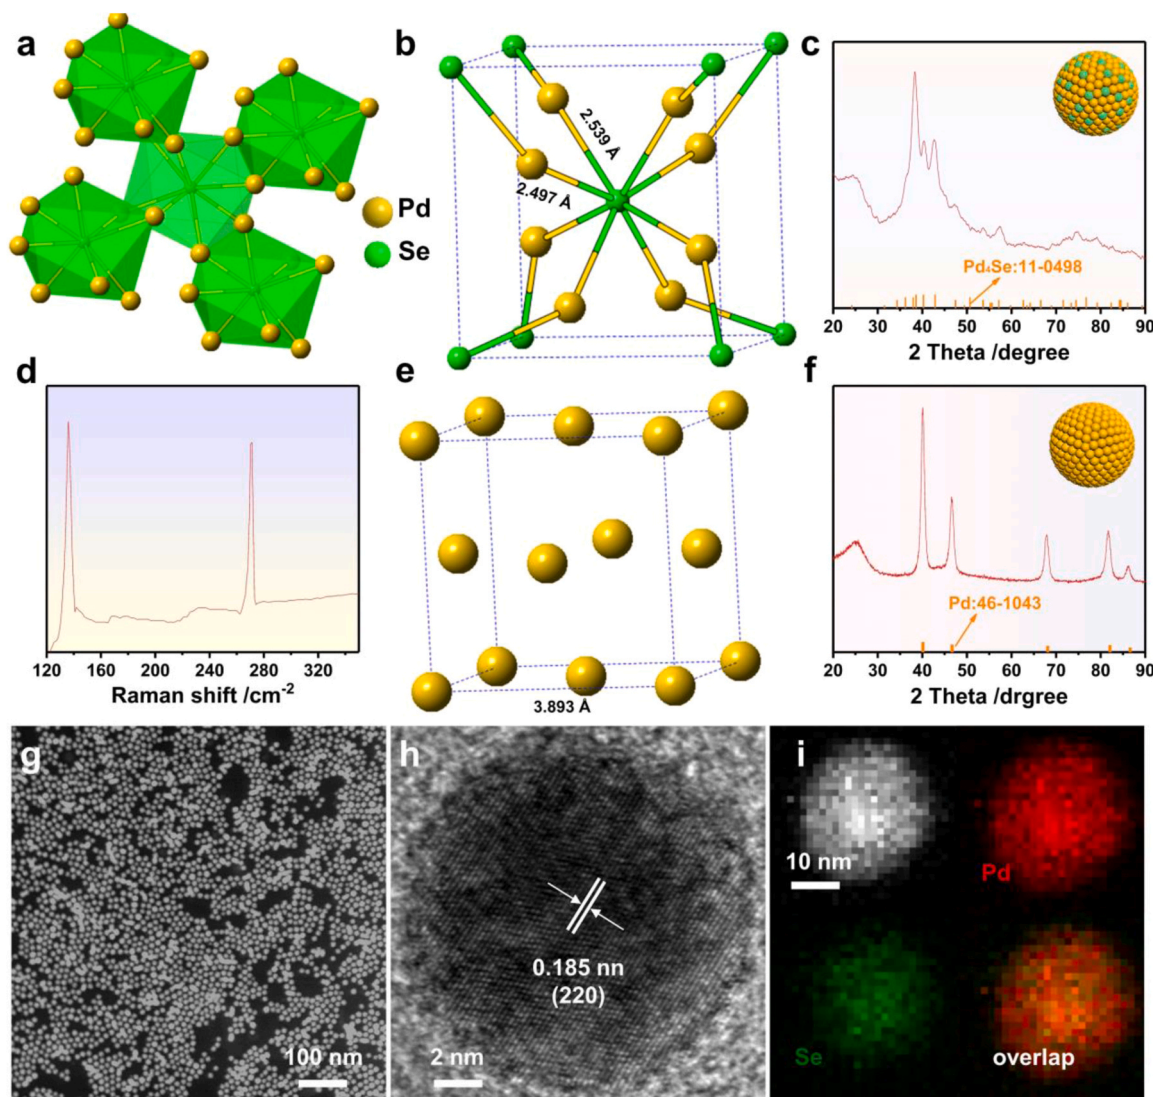 a
Pd
Se
b
2.539 Å
2.497 Å
c
Pd₄Se:11-0498
20 30 40 50 60 70 80 90
2 Theta /degree
d
120 160 200 240 280 320
Raman shift /cm⁻²
e
3.893 Å
f
Pd:46-1043
20 30 40 50 60 70 80 90
2 Theta /drgree
g
100 nm
h
0.185 nn
(220)
2 nm
i
10 nm
Pd
Se
overlap